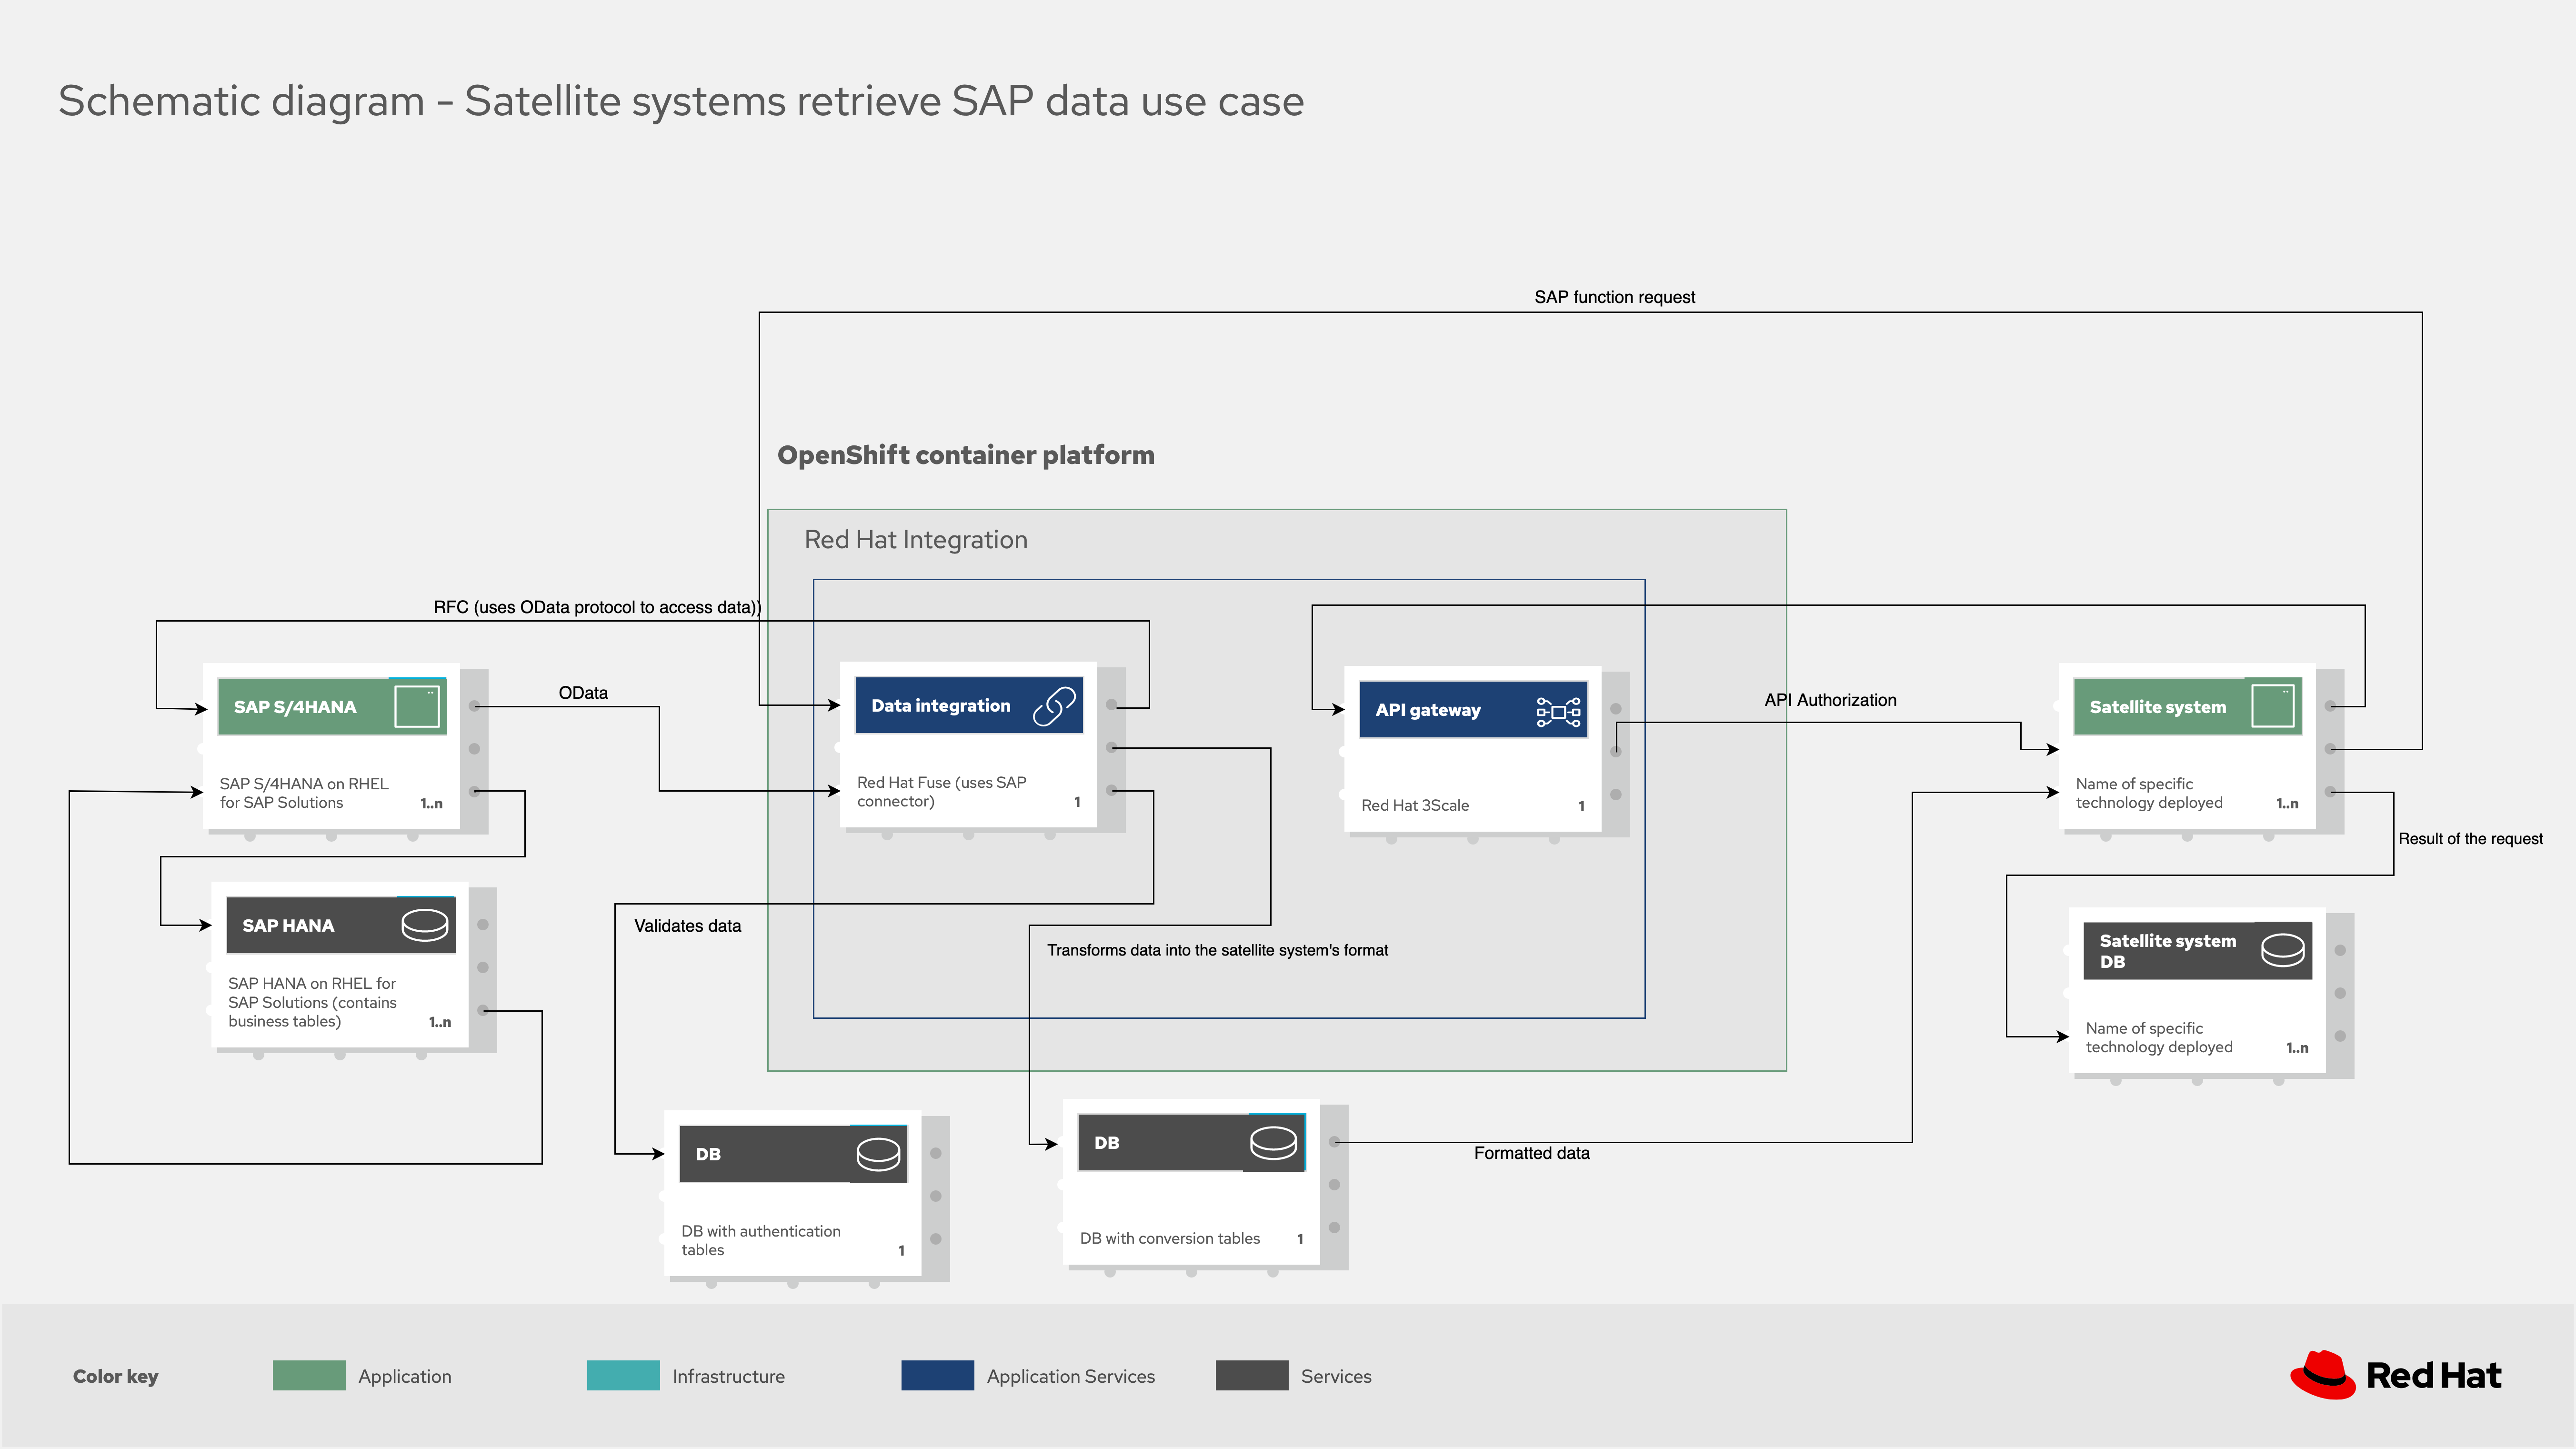 Schematic diagram - Satellite systems retrieve SAP data use case
SAP function request
OpenShift container platform
Red Hat Integration
RFC (uses OData protocol to access data))
SAP S/4HANA
SAP S/4HANA on RHEL
for SAP Solutions
1..n
OData
Data integration
Red Hat Fuse (uses SAP
connector)
1
API gateway
Red Hat 3Scale
1
API Authorization
Satellite system
Name of specific
technology deployed
1..n
Result of the request
SAP HANA
SAP HANA on RHEL for
SAP Solutions (contains
business tables)
1..n
Validates data
Transforms data into the satellite system's format
Satellite system
DB
Name of specific
technology deployed
1..n
DB
DB with authentication
tables
1
DB
DB with conversion tables
1
Formatted data
Color key
Application
Infrastructure
Application Services
Services
Red Hat